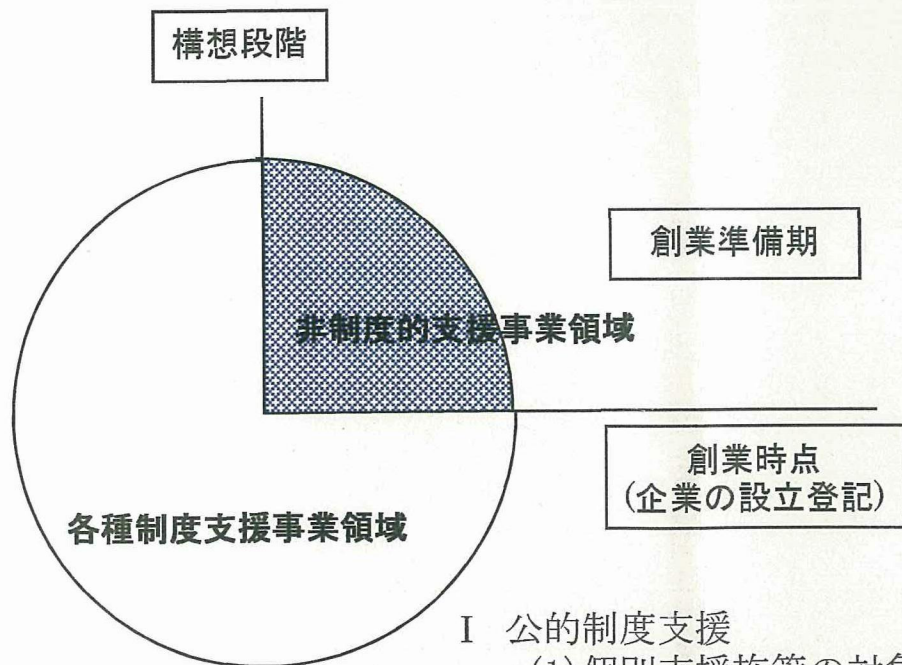 構想段階
創業準備期
非制度的支援事業領域
創業時点
(企業の設立登記)
各種制度支援事業領域
I 公的制度支援